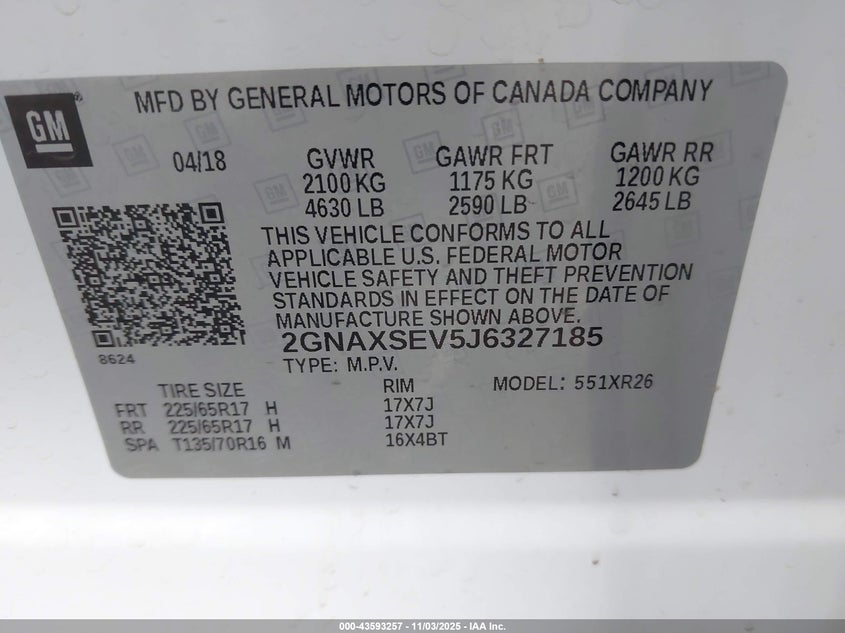 MFD BY GENERAL MOTORS OF CANADA COMPANY
GM®
04/18 GVWR GAWR FRT GAWR RR
2100 KG 1175 KG 1200 KG
4630 LB 2590 LB 2645 LB
THIS VEHICLE CONFORMS TO ALL
APPLICABLE U.S. FEDERAL MOTOR
VEHICLE SAFETY AND THEFT PREVENTION
STANDARDS IN EFFECT ON THE DATE OF
MANUFACTURE SHOWN ABOVE.
2GNAXSEV5J6327185
8624
TYPE: M.P.V.
TIRE SIZE RIM MODEL: 551XR26
FRT 225/65R17 H 17X7J
RR 225/65R17 H 17X7J
SPA T135/70R16 M 16X4BT
000-43593257 - 11/03/2025 - IAA Inc.